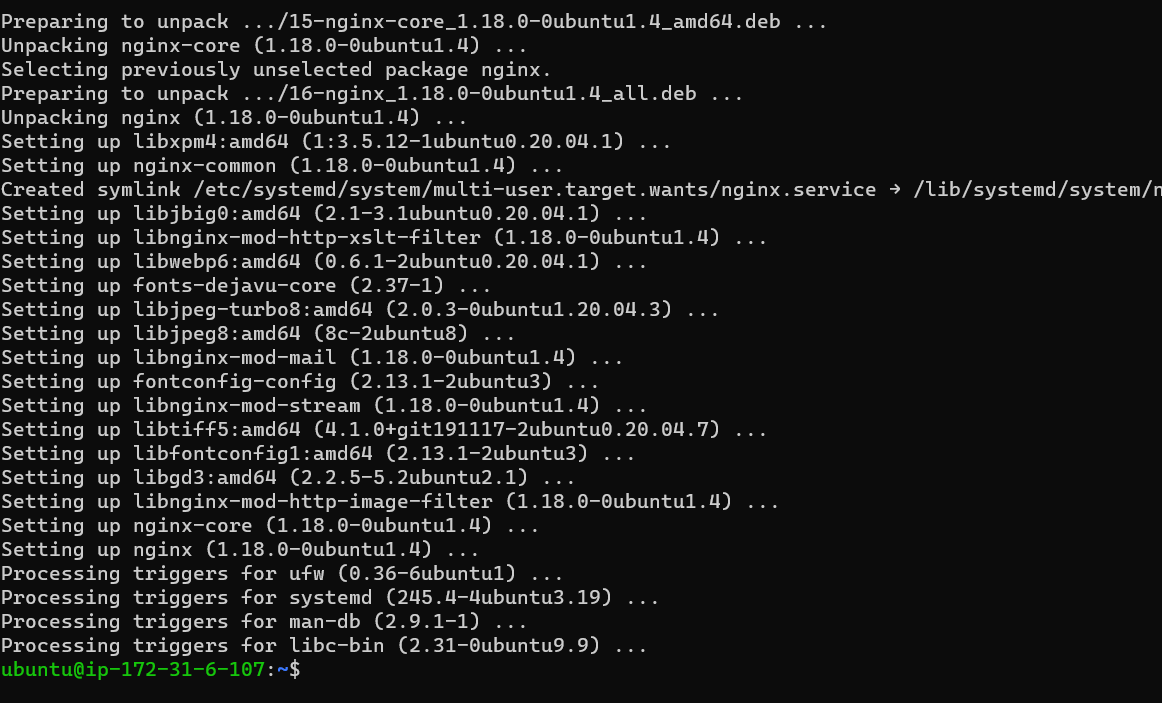 Preparing to unpack .../15-nginx-core_1.18.0-0ubuntu1.4_amd64.deb ...
Unpacking nginx-core (1.18.0-0ubuntu1.4) ...
Selecting previously unselected package nginx.
Preparing to unpack .../16-nginx_1.18.0-0ubuntu1.4_all.deb ...
Unpacking nginx (1.18.0-0ubuntu1.4) ...
Setting up libxpm4:amd64 (1:3.5.12-1ubuntu0.20.04.1) ...
Setting up nginx-common (1.18.0-0ubuntu1.4) ...
Created symlink /etc/systemd/system/multi-user.target.wants/nginx.service → /lib/systemd/system/n
Setting up libjbig0:amd64 (2.1-3.1ubuntu0.20.04.1) ...
Setting up libnginx-mod-http-xslt-filter (1.18.0-0ubuntu1.4) ...
Setting up libwebp6:amd64 (0.6.1-2ubuntu0.20.04.1) ...
Setting up fonts-dejavu-core (2.37-1) ...
Setting up libjpeg-turbo8:amd64 (2.0.3-0ubuntu1.20.04.3) ...
Setting up libjpeg8:amd64 (8c-2ubuntu8) ...
Setting up libnginx-mod-mail (1.18.0-0ubuntu1.4) ...
Setting up fontconfig-config (2.13.1-2ubuntu3) ...
Setting up libnginx-mod-stream (1.18.0-0ubuntu1.4) ...
Setting up libtiff5:amd64 (4.1.0+git191117-2ubuntu0.20.04.7) ...
Setting up libfontconfig1:amd64 (2.13.1-2ubuntu3) ...
Setting up libgd3:amd64 (2.2.5-5.2ubuntu2.1) ...
Setting up libnginx-mod-http-image-filter (1.18.0-0ubuntu1.4) ...
Setting up nginx-core (1.18.0-0ubuntu1.4) ...
Setting up nginx (1.18.0-0ubuntu1.4) ...
Processing triggers for ufw (0.36-6ubuntu1) ...
Processing triggers for systemd (245.4-4ubuntu3.19) ...
Processing triggers for man-db (2.9.1-1) ...
Processing triggers for libc-bin (2.31-0ubuntu9.9) ...
ubuntu@ip-172-31-6-107:~$